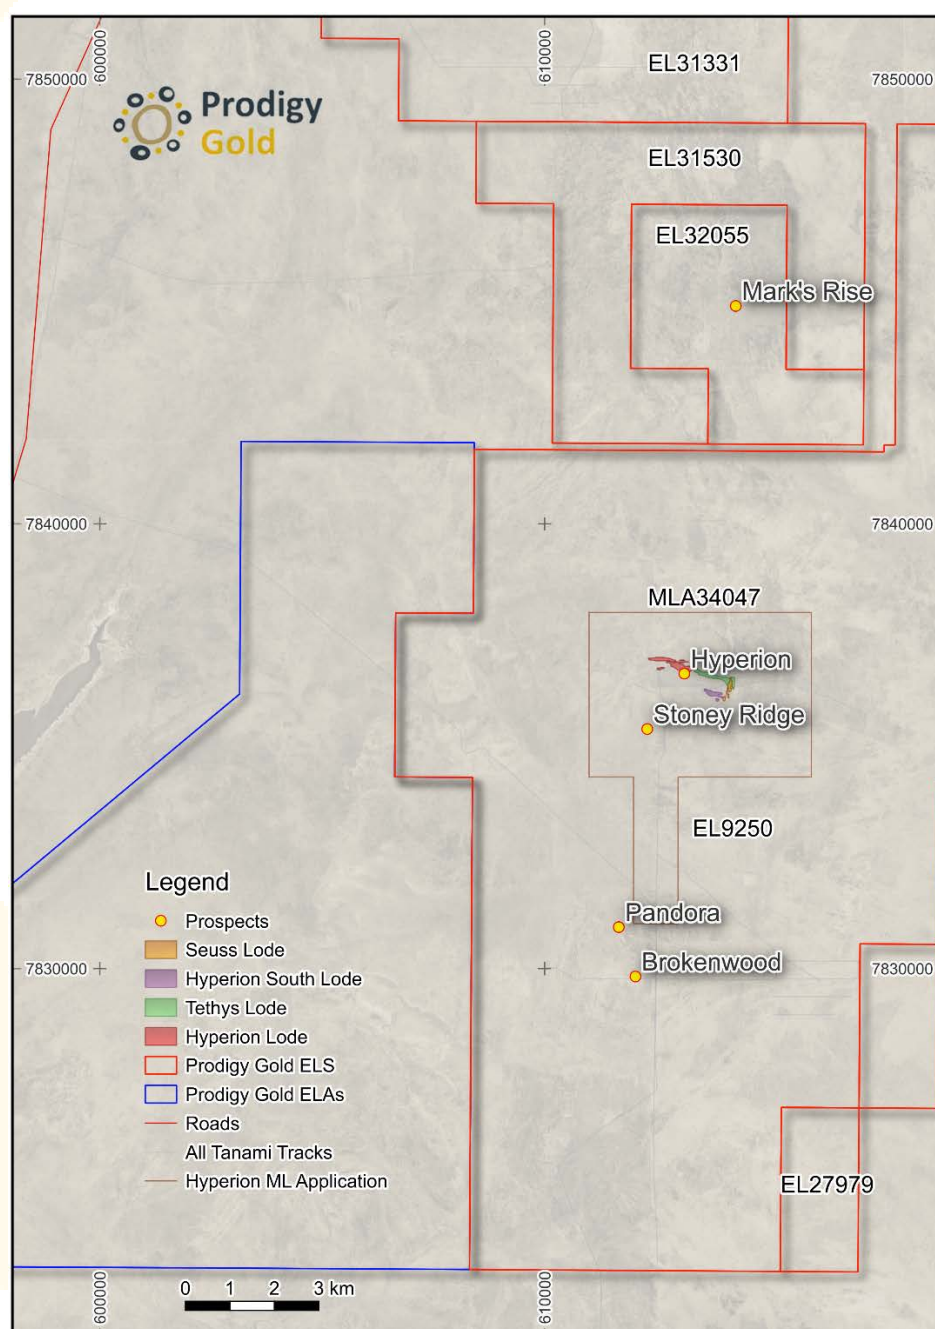 600000
610000
7850000
7850000
Prodigy
Gold
EL31331
EL31530
EL32055
Mark's Rise
7840000
7840000
MLA34047
Hyperion
Stoney Ridge
EL9250
Legend
Prospects
Seuss Lode
Hyperion South Lode
Tethys Lode
Hyperion Lode
Prodigy Gold ELS
Prodigy Gold ELAs
Roads
All Tanami Tracks
Hyperion ML Application
Pandora
Brokenwood
7830000
7830000
EL27979
0 1 2 3 km
600000
610000